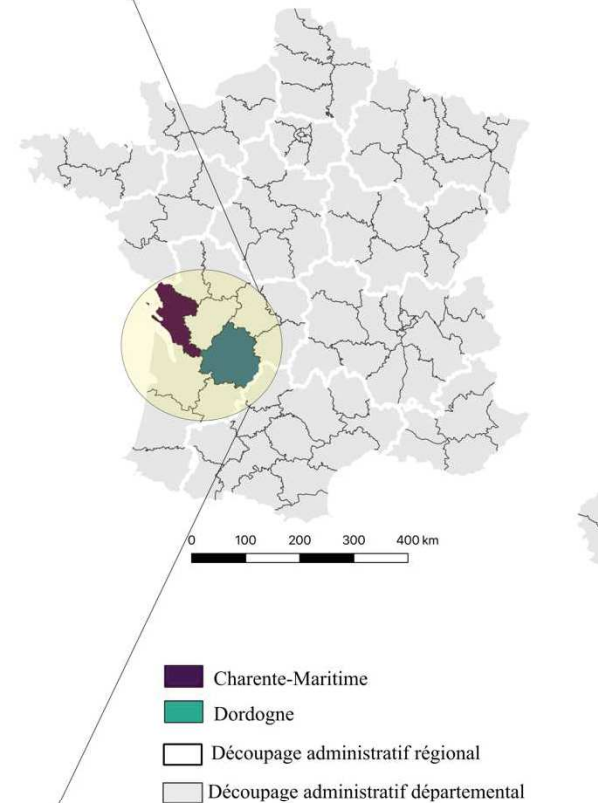 0 100 200 300 400 km
Charente-Maritime
Dordogne
Découpage administratif régional
Découpage administratif départemental